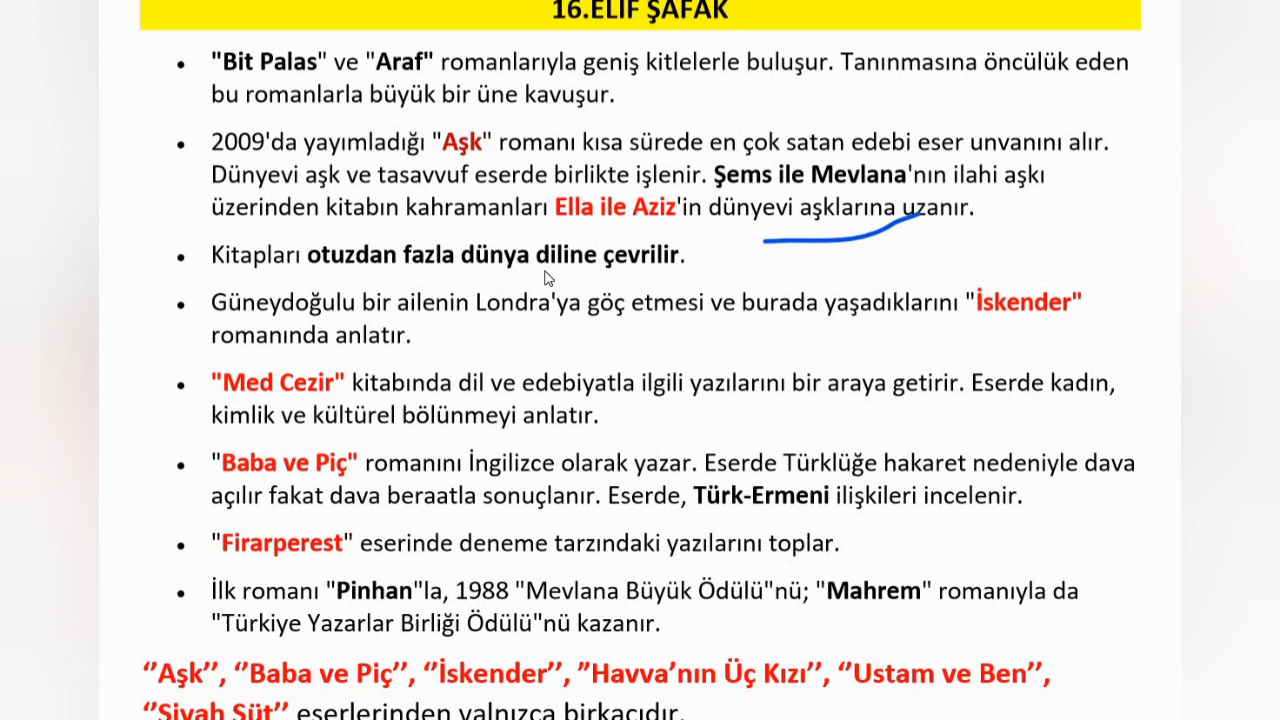 16.ELİF ŞAFAK
• "Bit Palas" ve "Araf" romanlarıyla geniş kitlelerle buluşur. Tanınmasına öncülük eden
bu romanlarla büyük bir üne kavuşur.
• 2009'da yayımladığı "Aşk" romanı kısa sürede en çok satan edebi eser unvanını alır.
Dünyevi aşk ve tasavvuf eserde birlikte işlenir. Şems ile Mevlana'nın ilahi aşkı
üzerinden kitabın kahramanları Ella ile Aziz'in dünyevi aşklarına uzanır.
• Kitapları otuzdan fazla dünya diline çevrilir.
• Güneydoğulu bir ailenin Londra'ya göç etmesi ve burada yaşadıklarını "İskender"
romanında anlatır.
• "Med Cezir" kitabında dil ve edebiyatla ilgili yazılarını bir araya getirir. Eserde kadın,
kimlik ve kültürel bölünmeyi anlatır.
• "Baba ve Piç" romanını İngilizce olarak yazar. Eserde Türklüğe hakaret nedeniyle dava
açılır fakat dava beraatla sonuçlanır. Eserde, Türk-Ermeni ilişkileri incelenir.
• "Firarperest" eserinde deneme tarzındaki yazılarını toplar.
• İlk romanı "Pinhan"la, 1988 "Mevlana Büyük Ödülü"nü; "Mahrem" romanıyla da
"Türkiye Yazarlar Birliği Ödülü"nü kazanır.
‘’Aşk’’, ‘’Baba ve Piç’’, ‘’İskender’’, ’’Havva’nın Üç Kızı’’, ‘’Ustam ve Ben’’,
‘’Siyah Süt’’ eserlerinden yalnızca birkaçıdır.